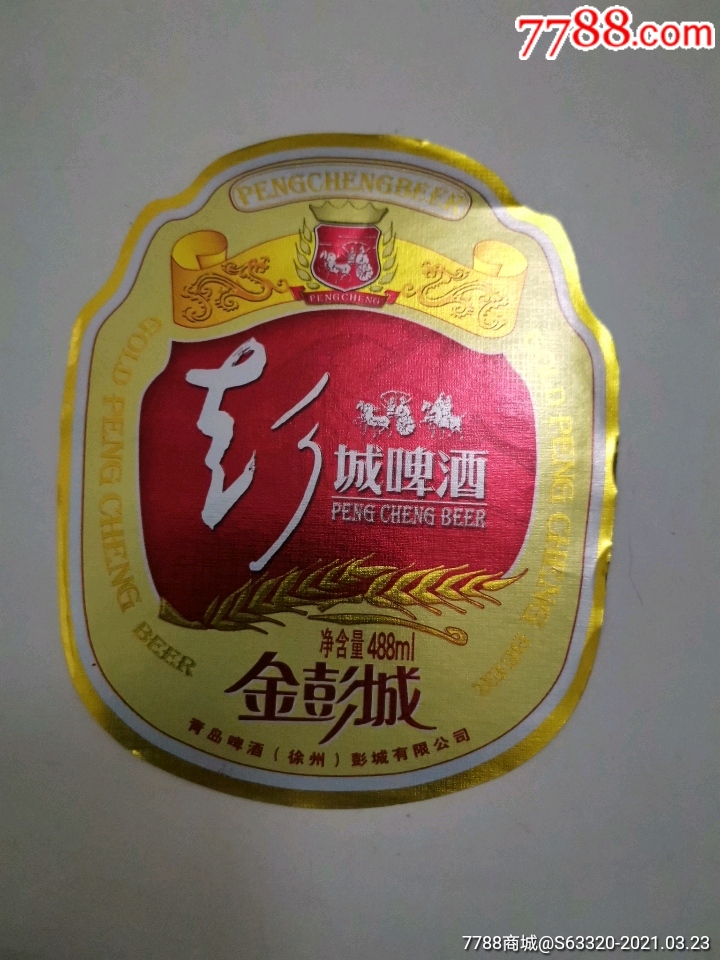 7788.com
PENGCHENGBEER
PENGCHENG
GOLD PENG CHENG BEER
GOLD PENG CHENG BEER
彭
城啤酒
PENG CHENG BEER
净含量488ml
金彭城
青岛啤酒（徐州）彭城有限公司
7788商城@S63320-2021.03.23